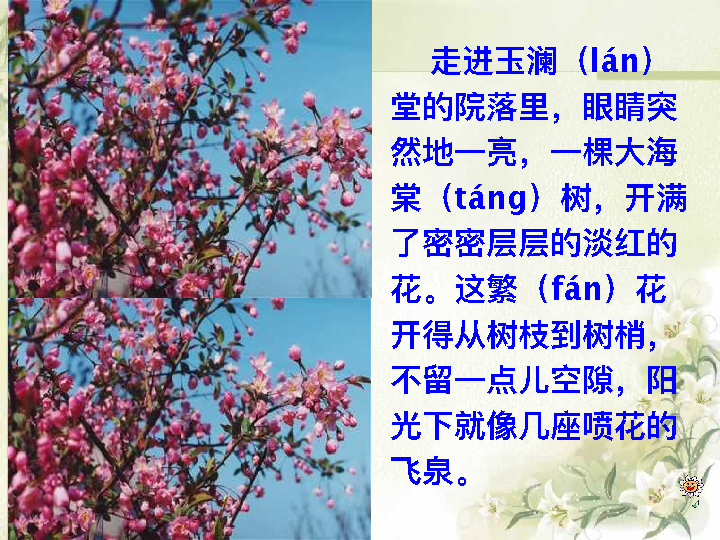 走进玉澜（lán）
堂的院落里，眼睛突
然地一亮，一棵大海
棠（táng）树，开满
了密密层层的淡红的
花。这繁（fán）花
开得从树枝到树梢，
不留一点儿空隙，阳
光下就像几座喷花的
飞泉。